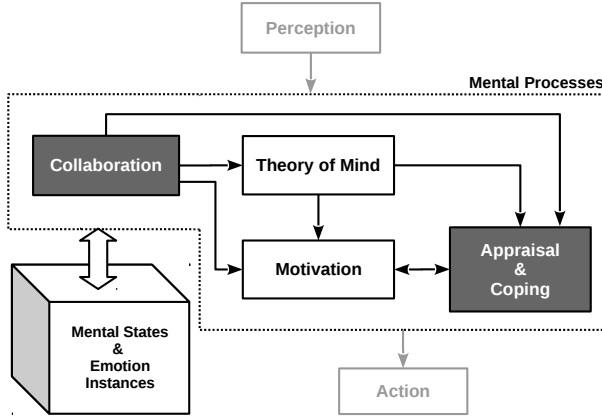 Perception
Mental Processes
Collaboration
Theory of Mind
Motivation
Appraisal
&
Coping
Mental States
&
Emotion
Instances
Action